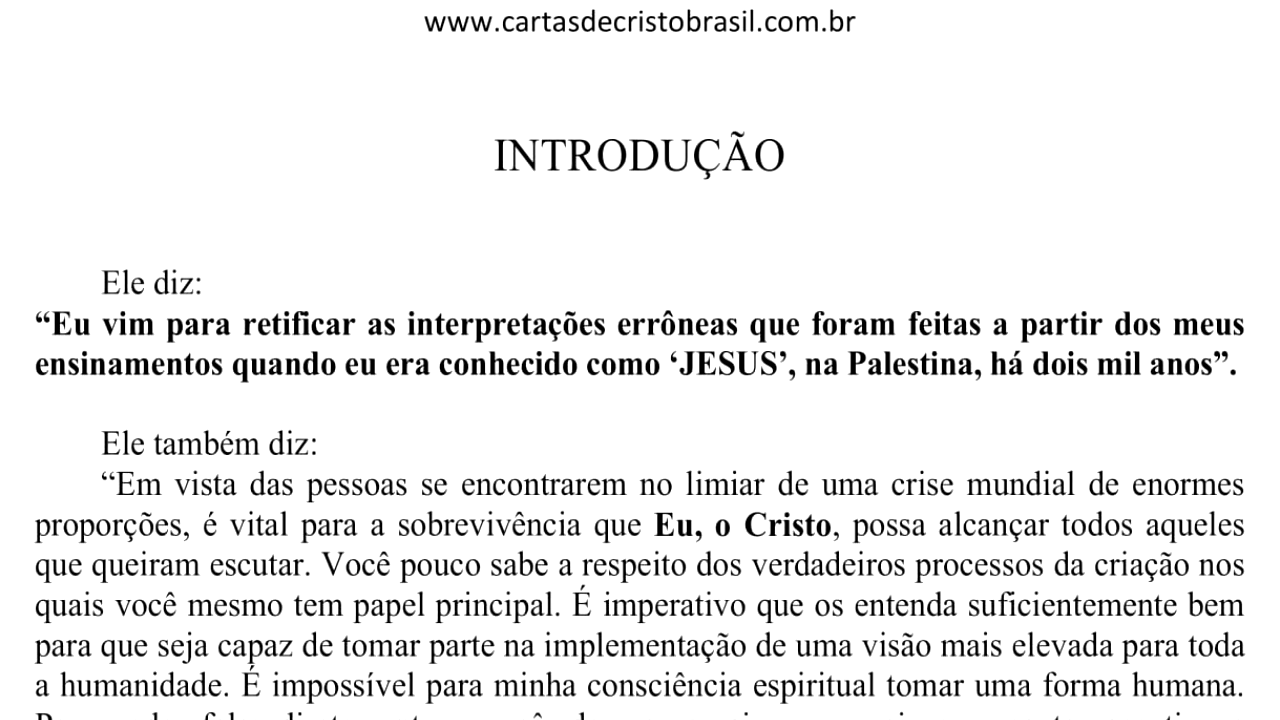 www.cartasdecristobrasil.com.br
INTRODUÇÃO
Ele diz:
“Eu vim para retificar as interpretações errôneas que foram feitas a partir dos meus
ensinamentos quando eu era conhecido como ‘JESUS’, na Palestina, há dois mil anos”.
Ele também diz:
“Em vista das pessoas se encontrarem no limiar de uma crise mundial de enormes
proporções, é vital para a sobrevivência que Eu, o Cristo, possa alcançar todos aqueles
que queiram escutar. Você pouco sabe a respeito dos verdadeiros processos da criação nos
quais você mesmo tem papel principal. É imperativo que os entenda suficientemente bem
para que seja capaz de tomar parte na implementação de uma visão mais elevada para toda
a humanidade. É impossível para minha consciência espiritual tomar uma forma humana.